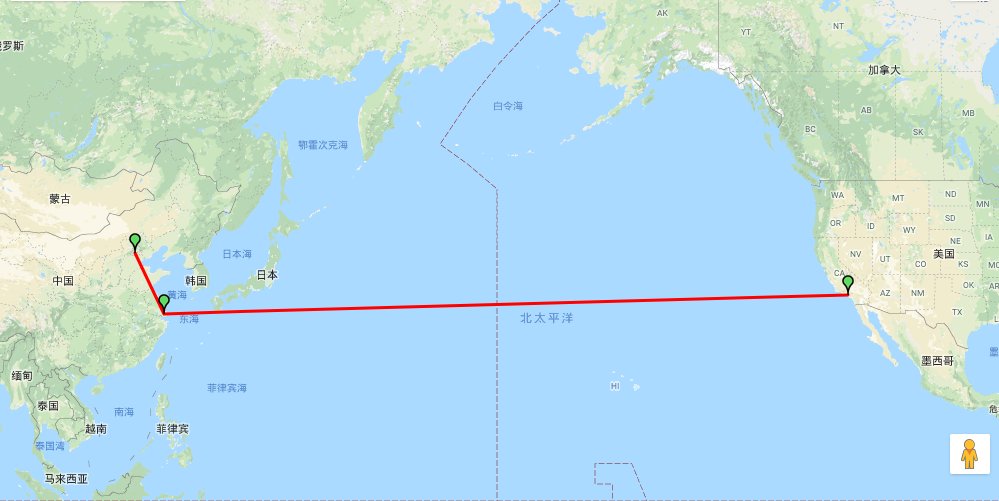 AK
NT
YT
俄罗斯
加拿大
白令海
AB
MB
BC
SK
鄂霍次克海
WA
MT
ND
蒙古
MN
OR
ID
SD
WY
NE
IA
日本海
NV
UT
美国
CO
KS
MO
日本
CA
中国
韩国
OK
AZ
NM
黄海
TX
东海
北太平洋
墨西哥
缅甸
HI
菲律宾海
泰国
南海
越南
菲律宾
泰国湾
马来西亚